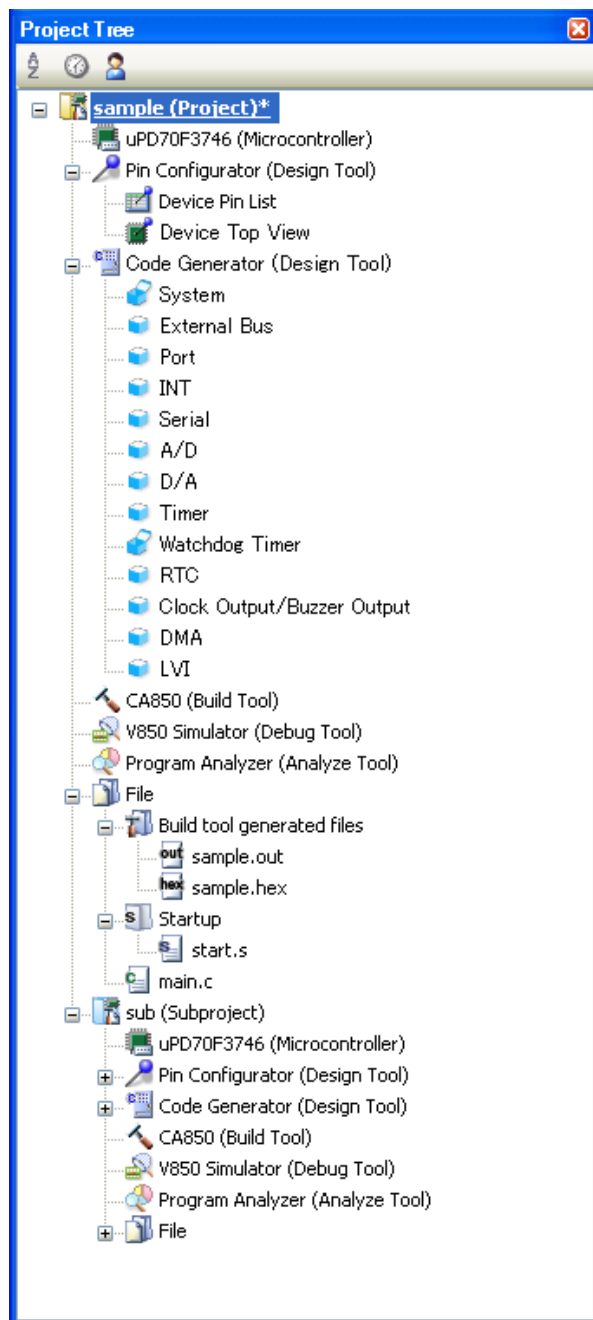 Project Tree
A
Z
sample (Project)*
uPD70F3746 (Microcontroller)
Pin Configurator (Design Tool)
Device Pin List
Device Top View
Code Generator (Design Tool)
System
External Bus
Port
INT
Serial
A/D
D/A
Timer
Watchdog Timer
RTC
Clock Output/Buzzer Output
DMA
LVI
CA850 (Build Tool)
V850 Simulator (Debug Tool)
Program Analyzer (Analyze Tool)
File
Build tool generated files
out sample.out
hex sample.hex
S Startup
S start.s
C main.c
sub (Subproject)
uPD70F3746 (Microcontroller)
Pin Configurator (Design Tool)
Code Generator (Design Tool)
CA850 (Build Tool)
V850 Simulator (Debug Tool)
Program Analyzer (Analyze Tool)
File